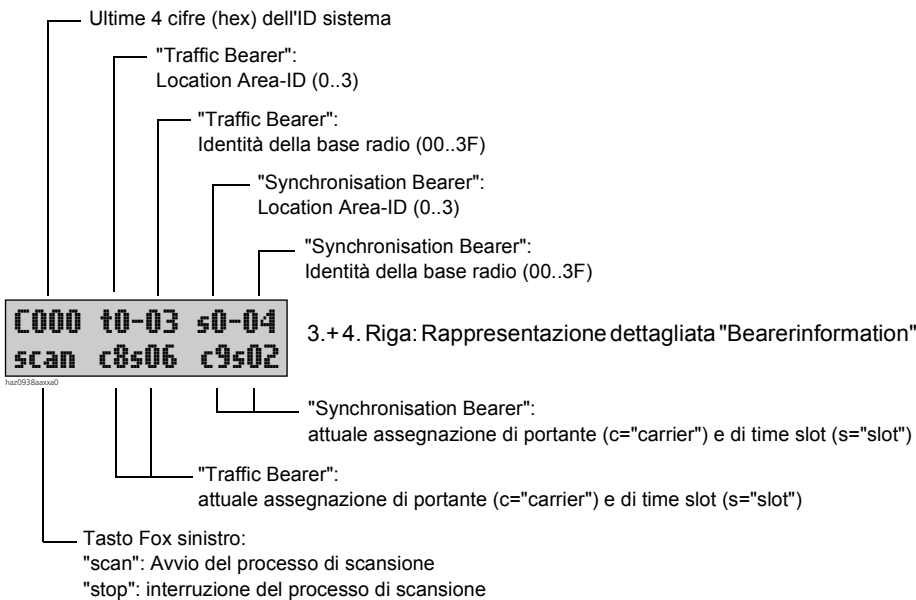 Ultime 4 cifre (hex) dell'ID sistema
"Traffic Bearer":
Location Area-ID (0..3)
"Traffic Bearer":
Identità della base radio (00..3F)
"Synchronisation Bearer":
Location Area-ID (0..3)
"Synchronisation Bearer":
Identità della base radio (00..3F)
C000 t0-03 s0-04
scan c8s06 c9s02
3.+4. Riga: Rappresentazione dettagliata "Bearerinformation"
haz0938aaxxa0
"Synchronisation Bearer":
attuale assegnazione di portante (c="carrier") e di time slot (s="slot")
"Traffic Bearer":
attuale assegnazione di portante (c="carrier") e di time slot (s="slot")
Tasto Fox sinistro:
"scan": Avvio del processo di scansione
"stop": interruzione del processo di scansione